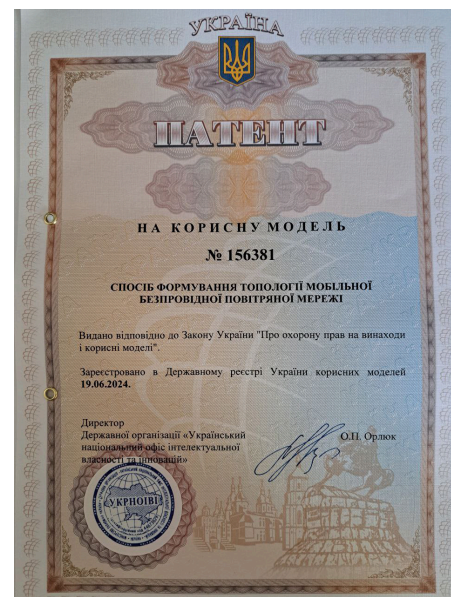 УКРАЇНА
ПАТЕНТ
НА КОРИСНУ МОДЕЛЬ
№ 156381
СПОСІБ ФОРМУВАННЯ ТОПОЛОГІЇ МОБІЛЬНОЇ
БЕЗПРОВІДНОЇ ПОВІТРЯНОЇ МЕРЕЖІ
Видано відповідно до Закону України "Про охорону прав на винаходи
і корисні моделі".
Зареєстровано в Державному реєстрі України корисних моделей
19.06.2024.
Директор
Державної організації «Український
національний офіс інтелектуальної
власності та інновацій»
О.П. Орлюк
УКРНОІВІ